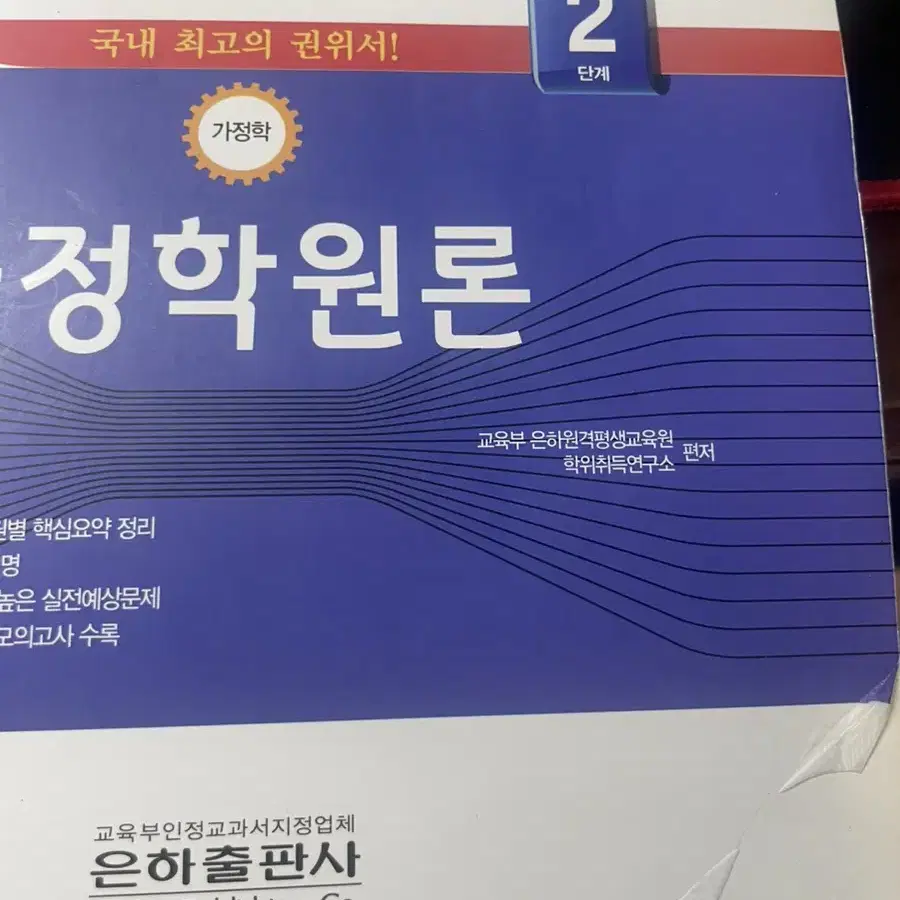 국내 최고의 권위서!
2
단계
가정학
정학원론
교육부 은하원격평생교육원
학위취득연구소 편저
핵심요약 정리
높은 실전예상문제
모의고사 수록
교육부인정교과서지정업체
은하출판사